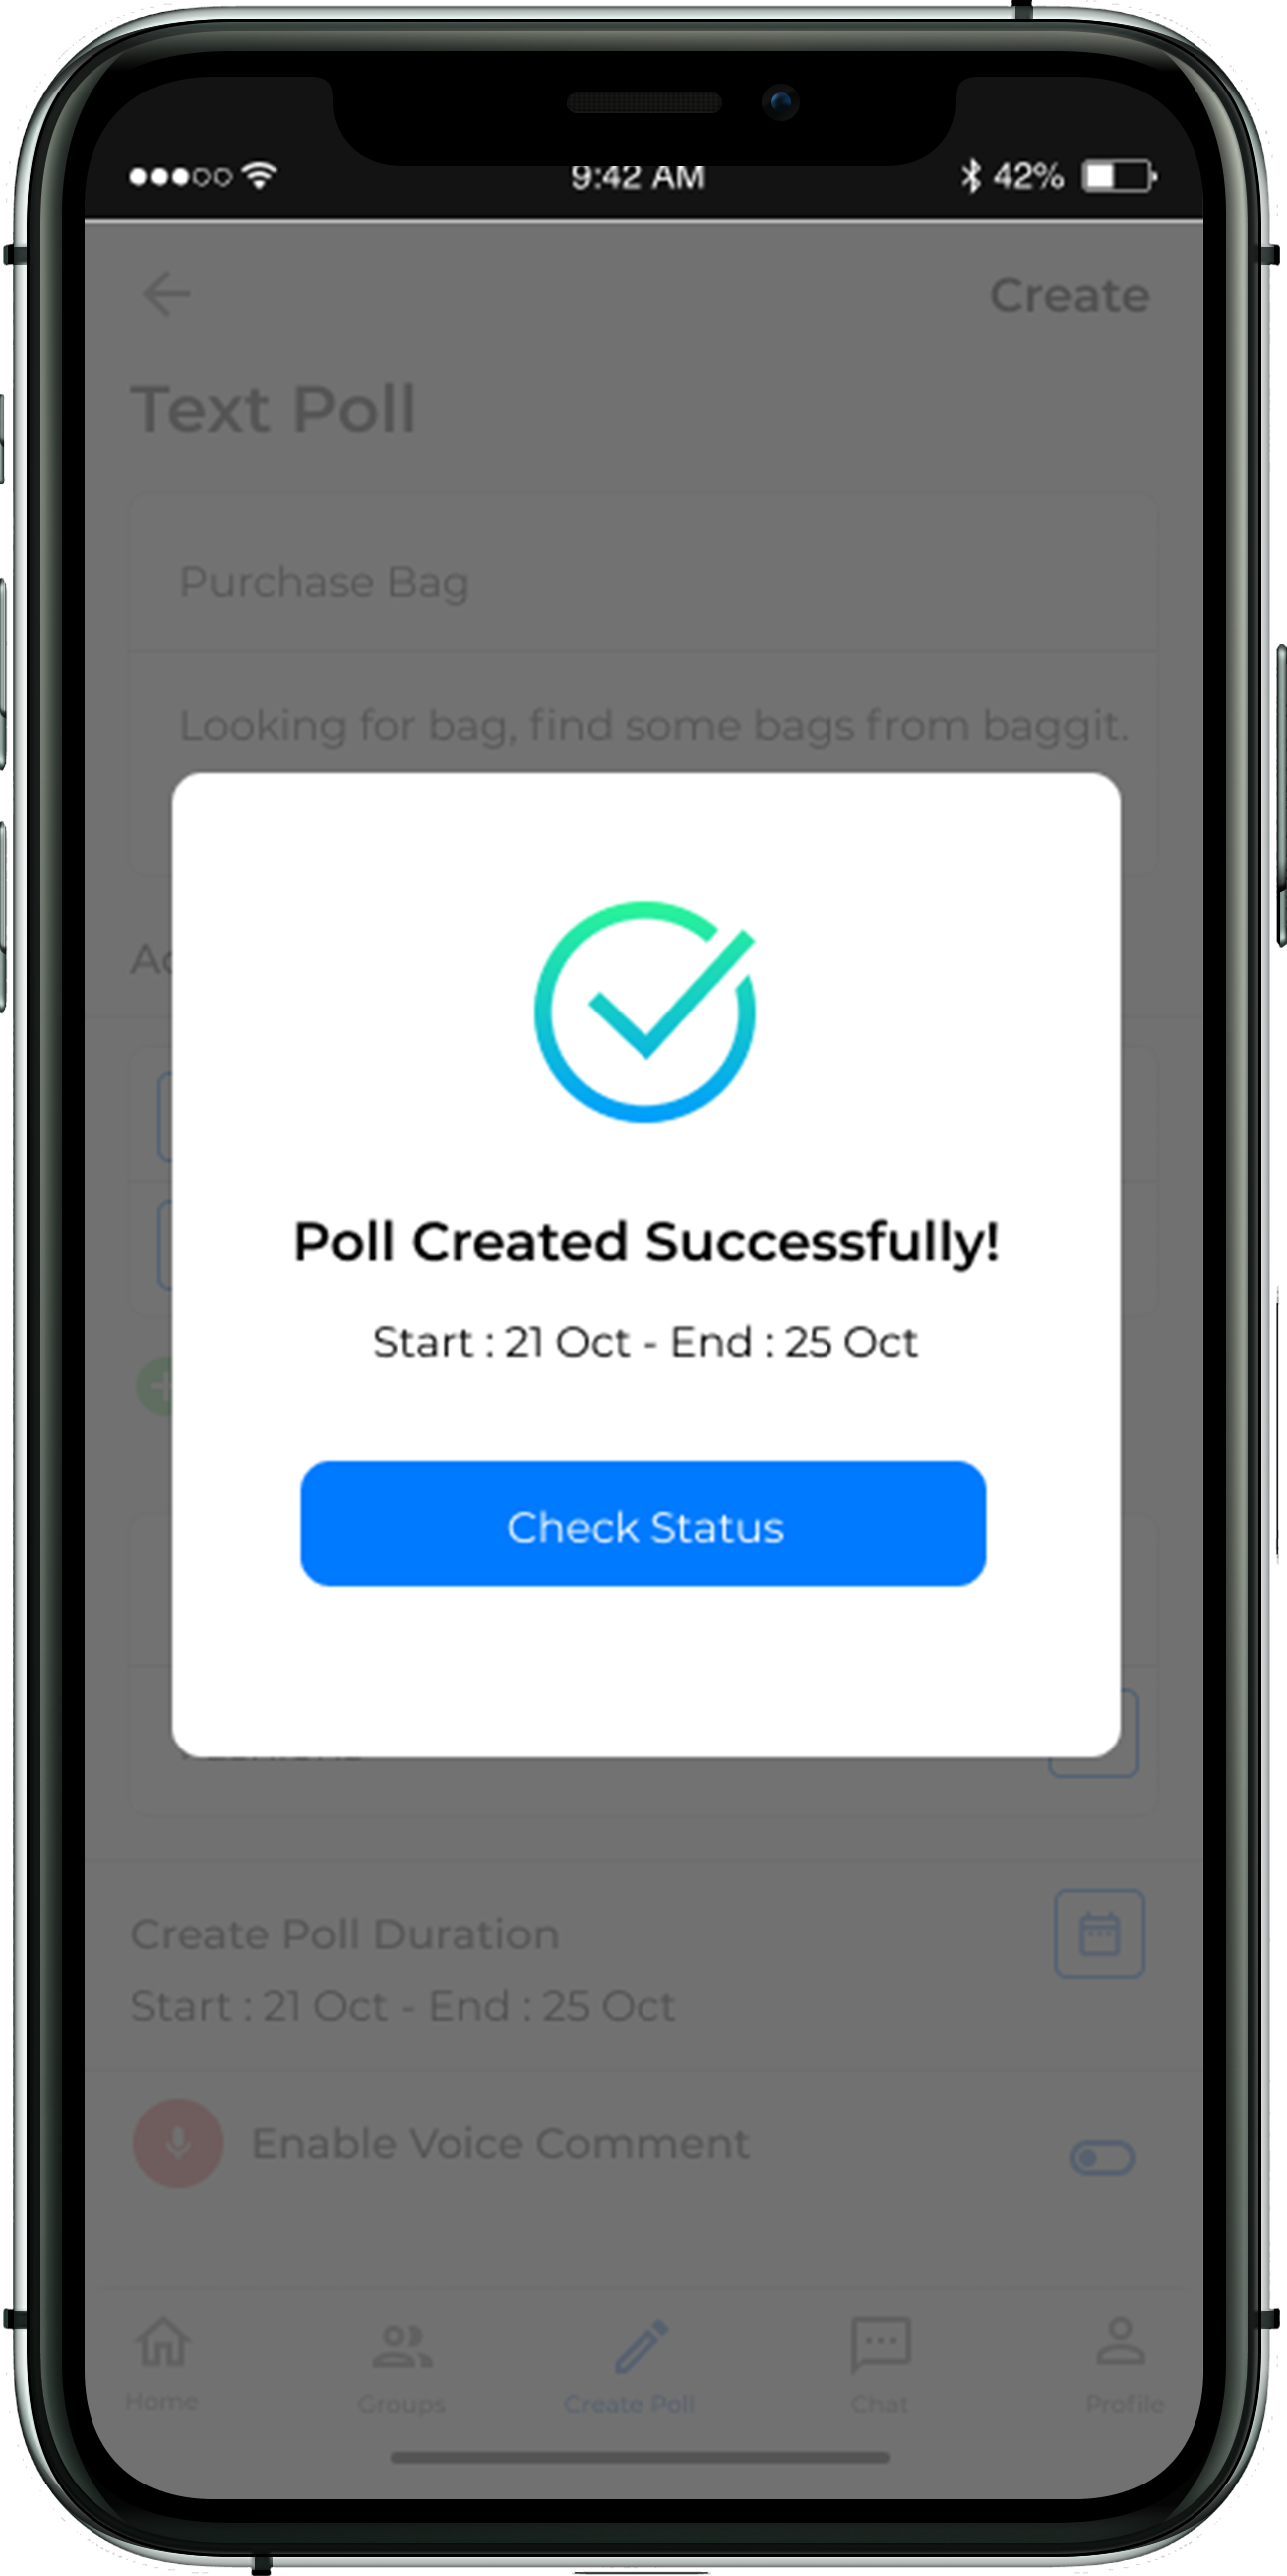 9:42 AM
42%
Create
Text Poll
Purchase Bag
Looking for bag, find some bags from baggit.
Poll Created Successfully!
Start : 21 Oct - End : 25 Oct
Check Status
Create Poll Duration
Start : 21 Oct - End : 25 Oct
Enable Voice Comment
Home
Groups
Create Poll
Chat
Profile